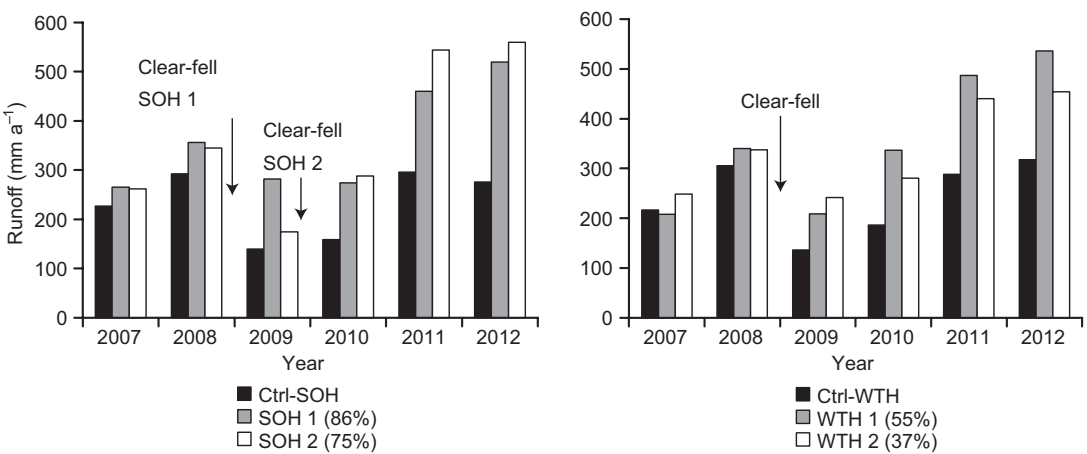 600
500
400
300
200
100
0
Runoff (mm a⁻¹)
Clear-fell
SOH 1
Clear-fell
SOH 2
2007 2008 2009 2010 2011 2012
Year
Ctrl-SOH
SOH 1 (86%)
SOH 2 (75%)
600
500
400
300
200
100
0
Clear-fell
2007 2008 2009 2010 2011 2012
Year
Ctrl-WTH
WTH 1 (55%)
WTH 2 (37%)